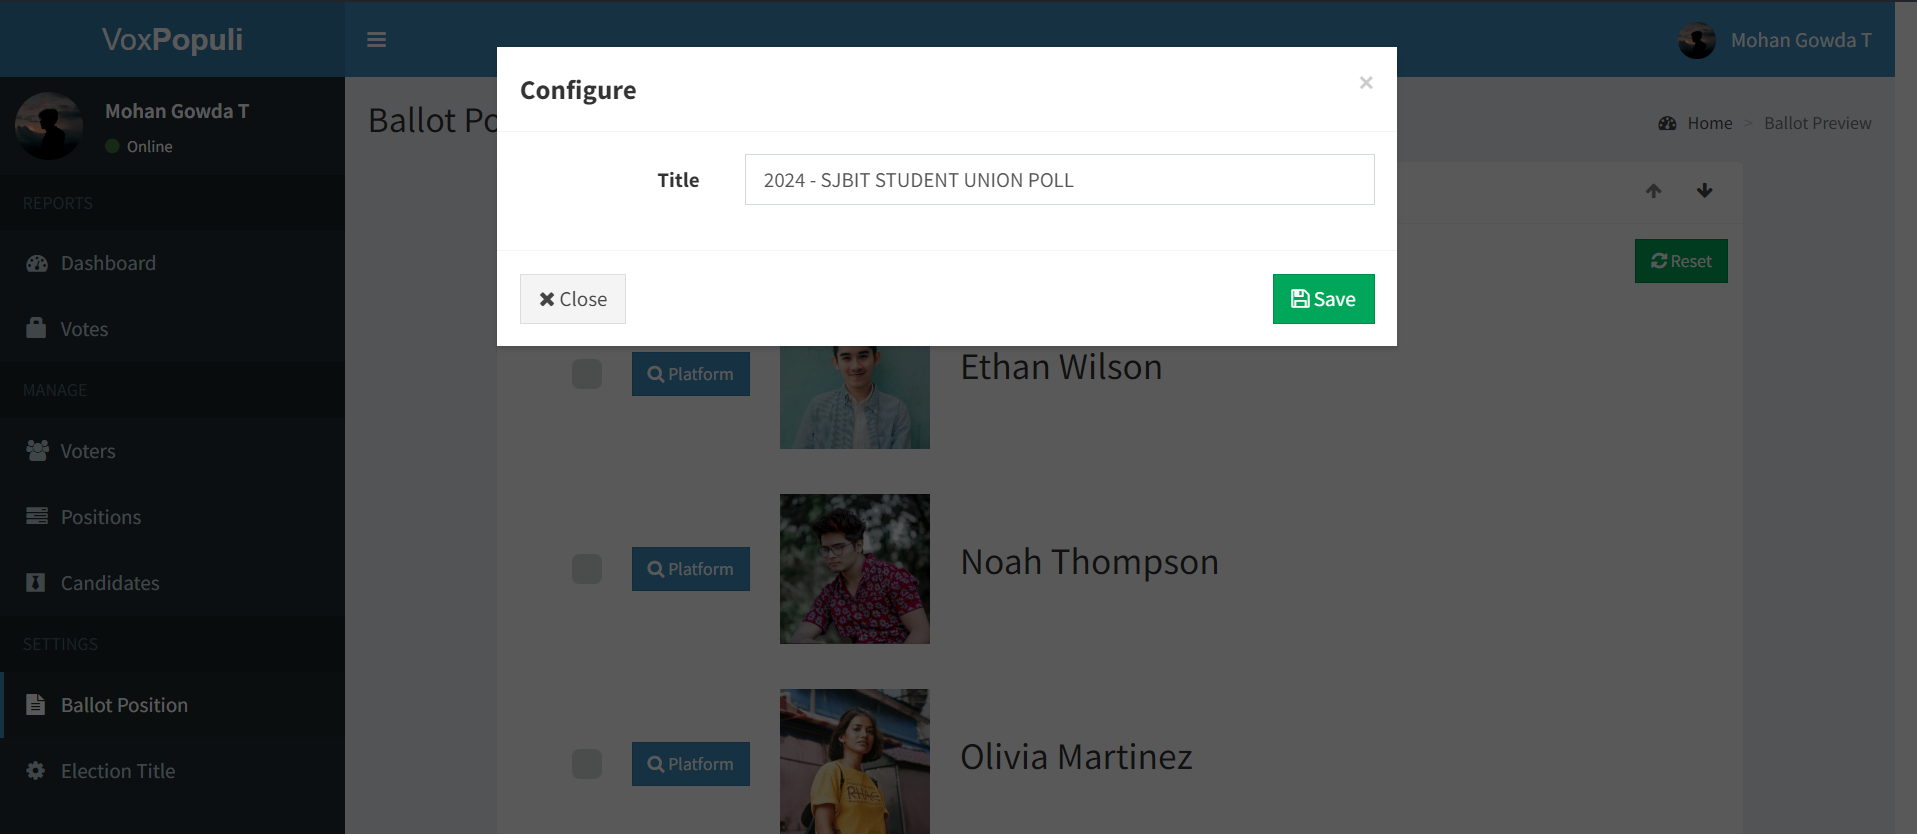 VoxPopuli
Mohan Gowda T
Mohan Gowda T
Online
REPORTS
Dashboard
Votes
MANAGE
Voters
Positions
Candidates
SETTINGS
Ballot Position
Election Title
Ballot Po
Home > Ballot Preview
Configure
×
Title
2024 - SJBIT STUDENT UNION POLL
Close
Save
Reset
Platform
Ethan Wilson
Platform
Noah Thompson
Platform
Olivia Martinez